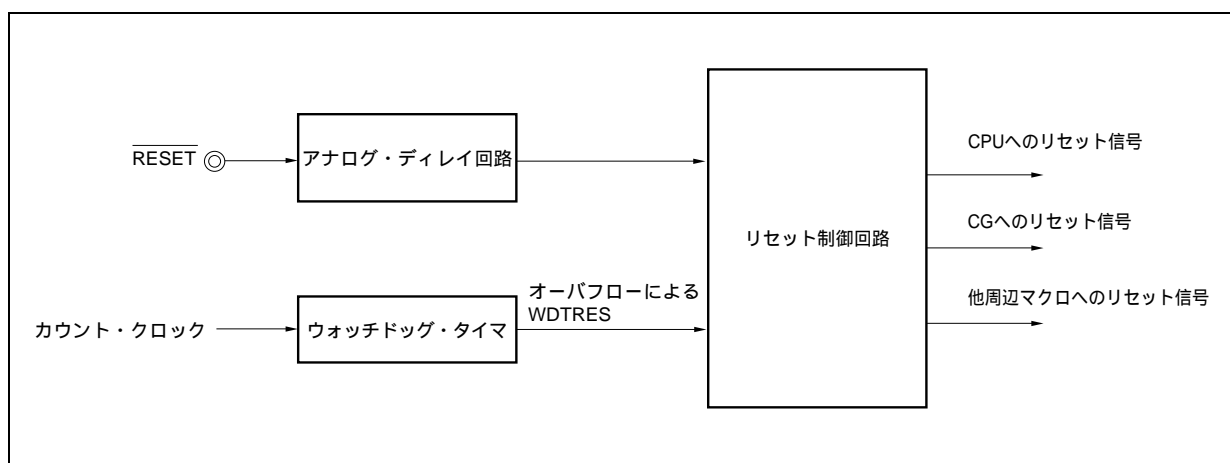 RESET
アナログ・ディレイ回路
カウント・クロック
ウォッチドッグ・タイマ
オーバフローによる
WDTRES
リセット制御回路
CPUへのリセット信号
CGへのリセット信号
他周辺マクロへのリセット信号